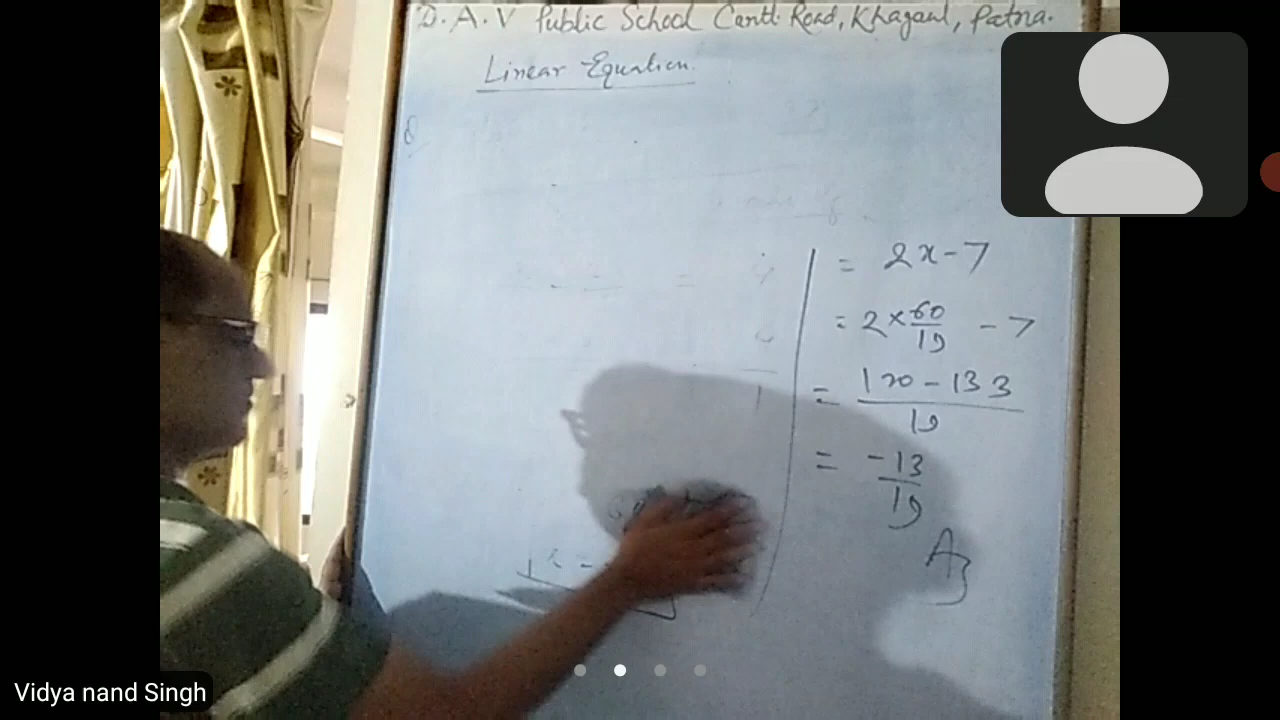 D.A.V Public School Cantt. Road, Khagaul, Patna.
Linear Equation.
= 2x-7
= 2×60/19 - 7
= 120-133/19
= -13/19
Vidya nand Singh